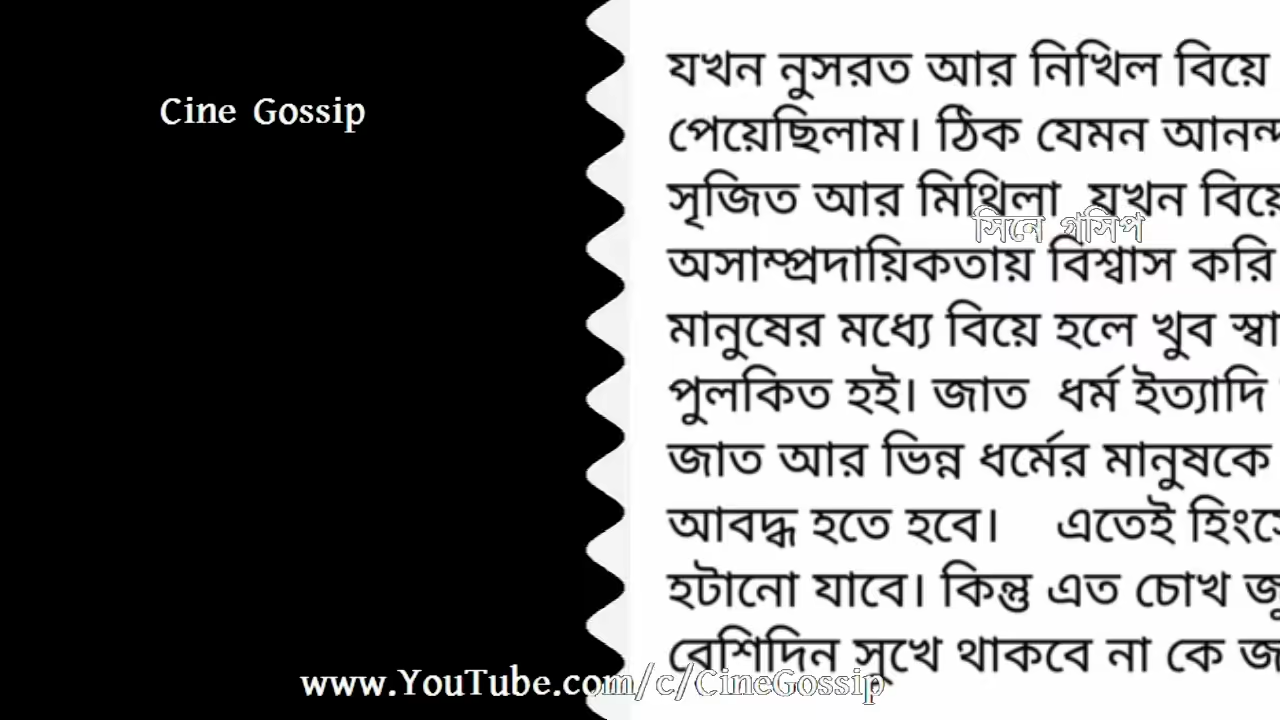 Cine Gossip
যখন নুসরত আর নিখিল বিয়ে
পেয়েছিলাম। ঠিক যেমন
সৃজিত আর মিথিলা যখন
সিনে গসিপ
অসাম্প্রদায়িকতায় বিশ্বাস করি
মানুষের মধ্যে বিয়ে হলে খুব
পুলকিত হই। জাত ধর্ম ইত্যাদি
জাত আর ভিন্ন ধর্মের মানুষকে
আবদ্ধ হতে হবে। এতেই
হটানো যাবে। কিন্তু এত চোখ
বেশিদিন সুখে থাকবে না কে
www.YouTube.com/c/CineGossip